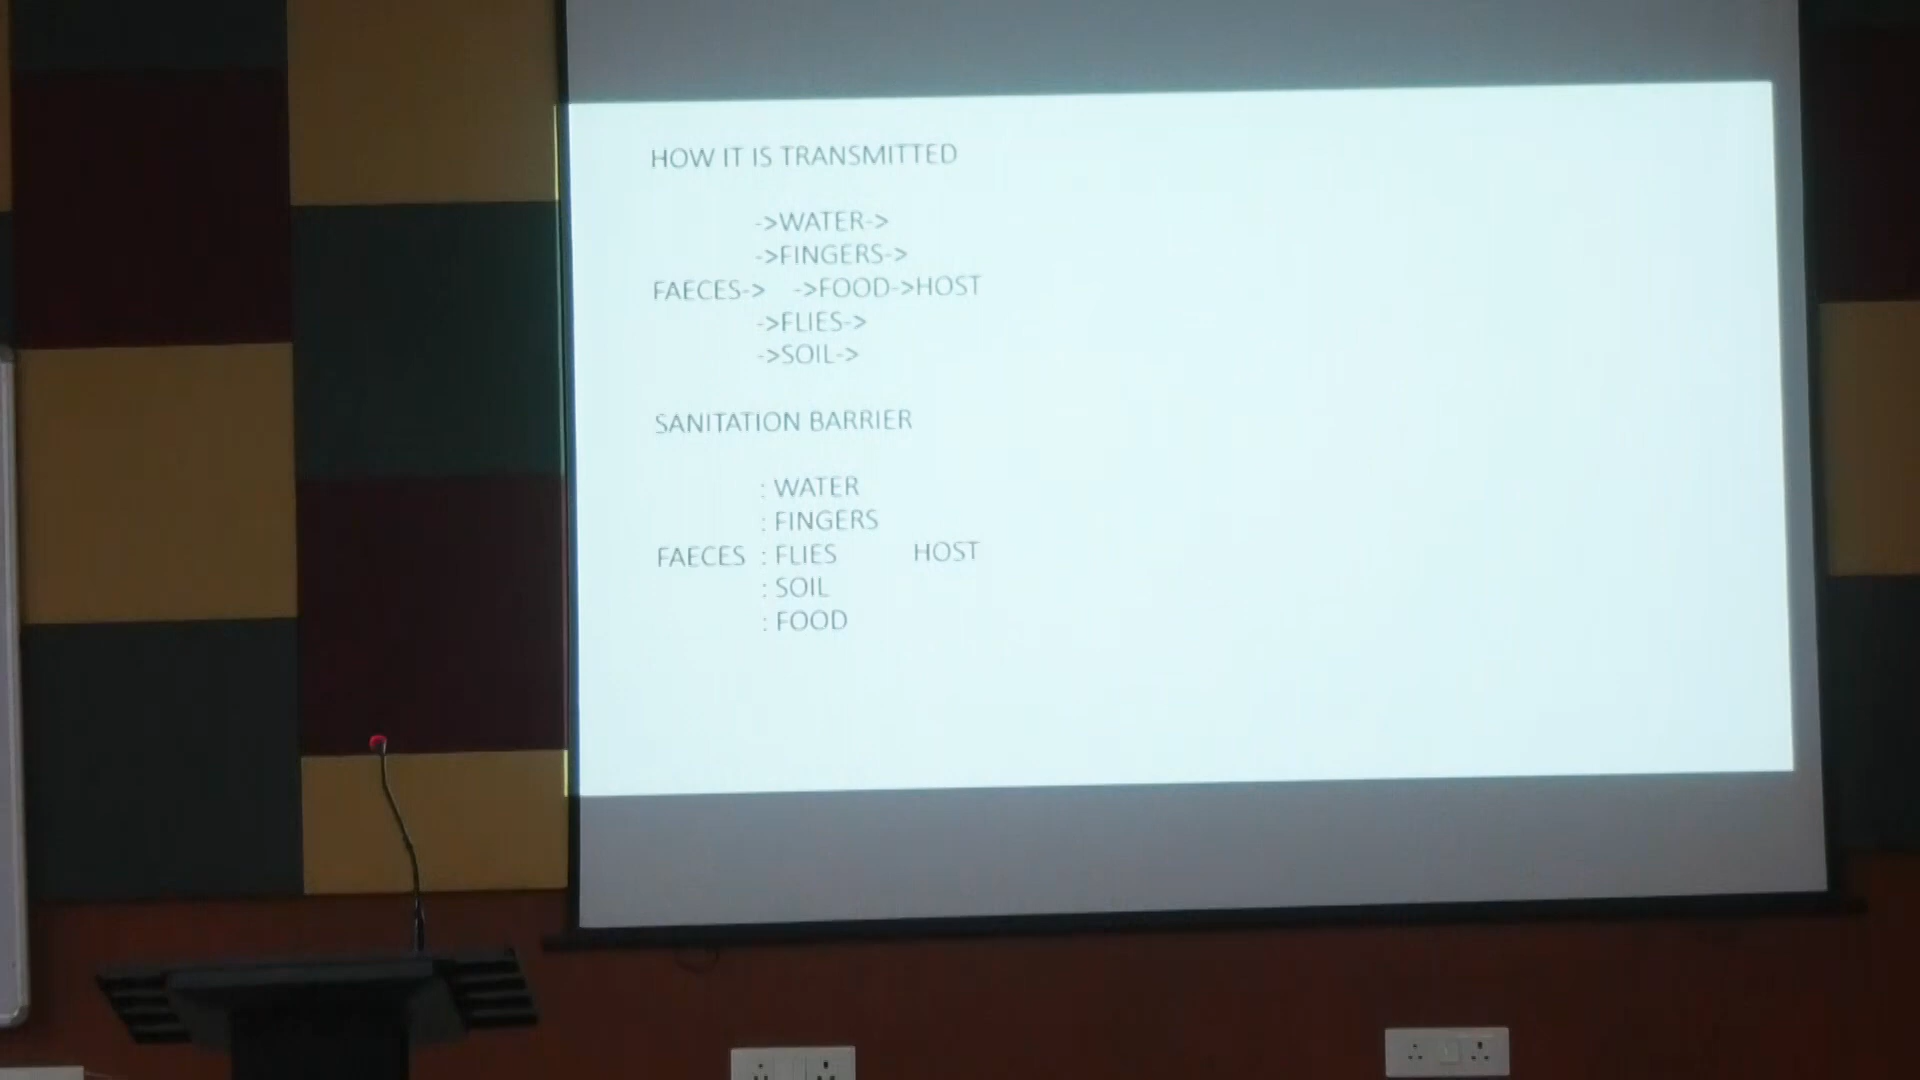 HOW IT IS TRANSMITTED
->WATER->
->FINGERS->
FAECES-> ->FOOD->HOST
->FLIES->
->SOIL->
SANITATION BARRIER
: WATER
: FINGERS
FAECES : FLIES HOST
: SOIL
: FOOD